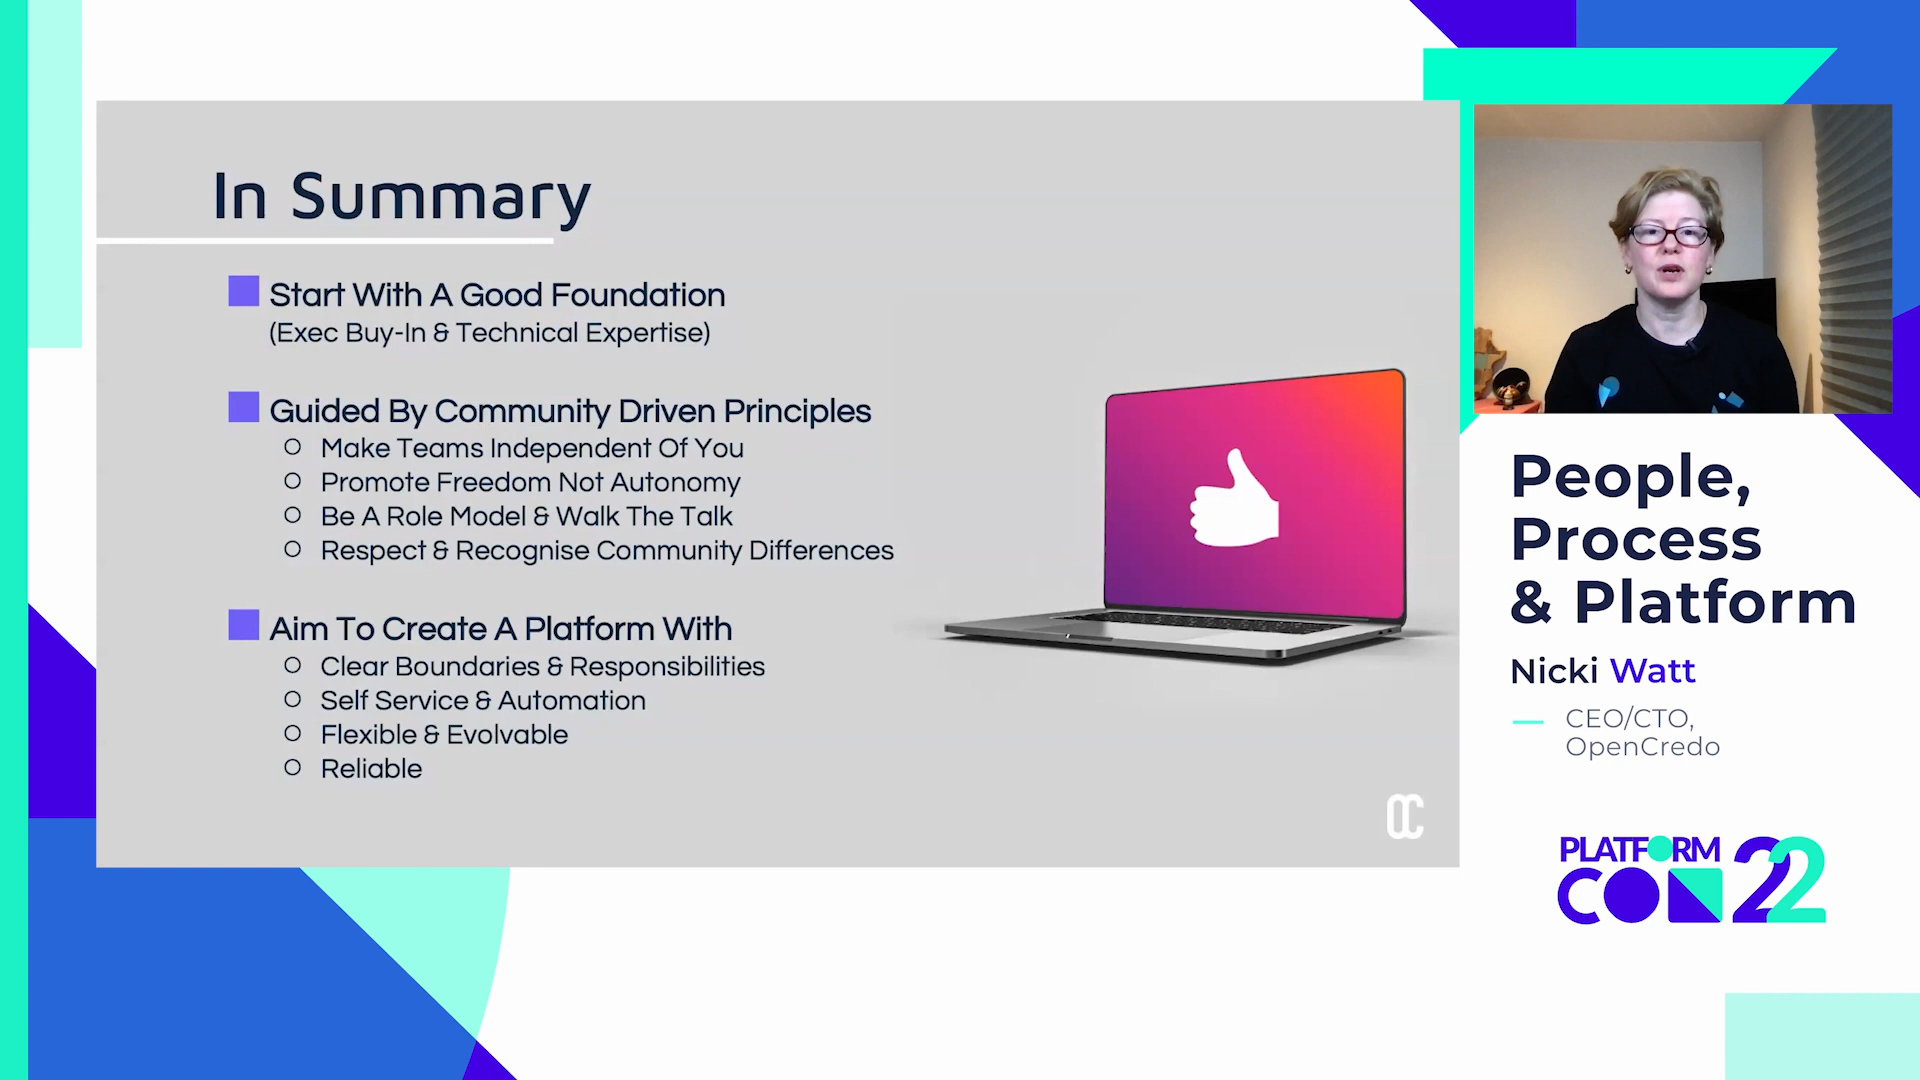 In Summary
Start With A Good Foundation
(Exec Buy-In & Technical Expertise)
Guided By Community Driven Principles
Make Teams Independent Of You
Promote Freedom Not Autonomy
Be A Role Model & Walk The Talk
Respect & Recognise Community Differences
Aim To Create A Platform With
Clear Boundaries & Responsibilities
Self Service & Automation
Flexible & Evolvable
Reliable
OC
People,
Process
& Platform
Nicki Watt
CEO/CTO,
OpenCredo
PLATFORM
CON 22